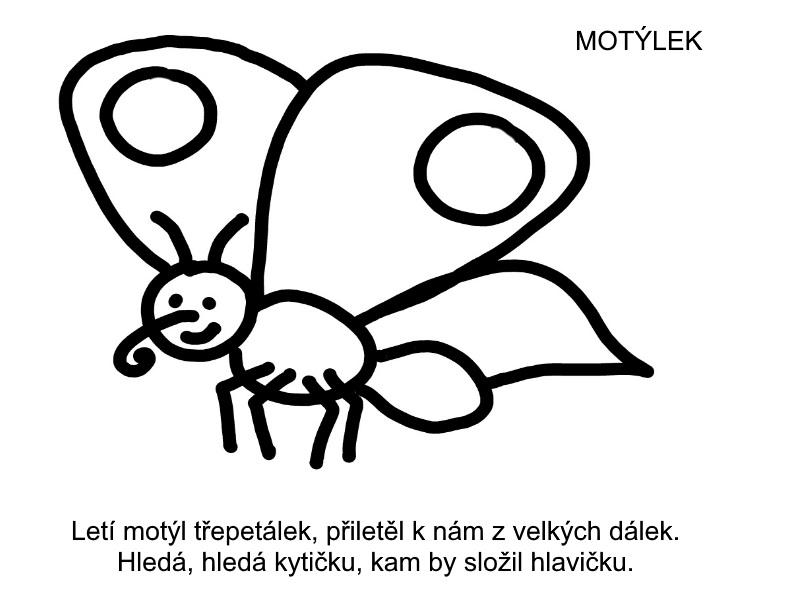 MOTÝLEK
Letí motýl třepetálek, přiletěl k nám z velkých dálek.
Hledá, hledá kytičku, kam by složil hlavičku.